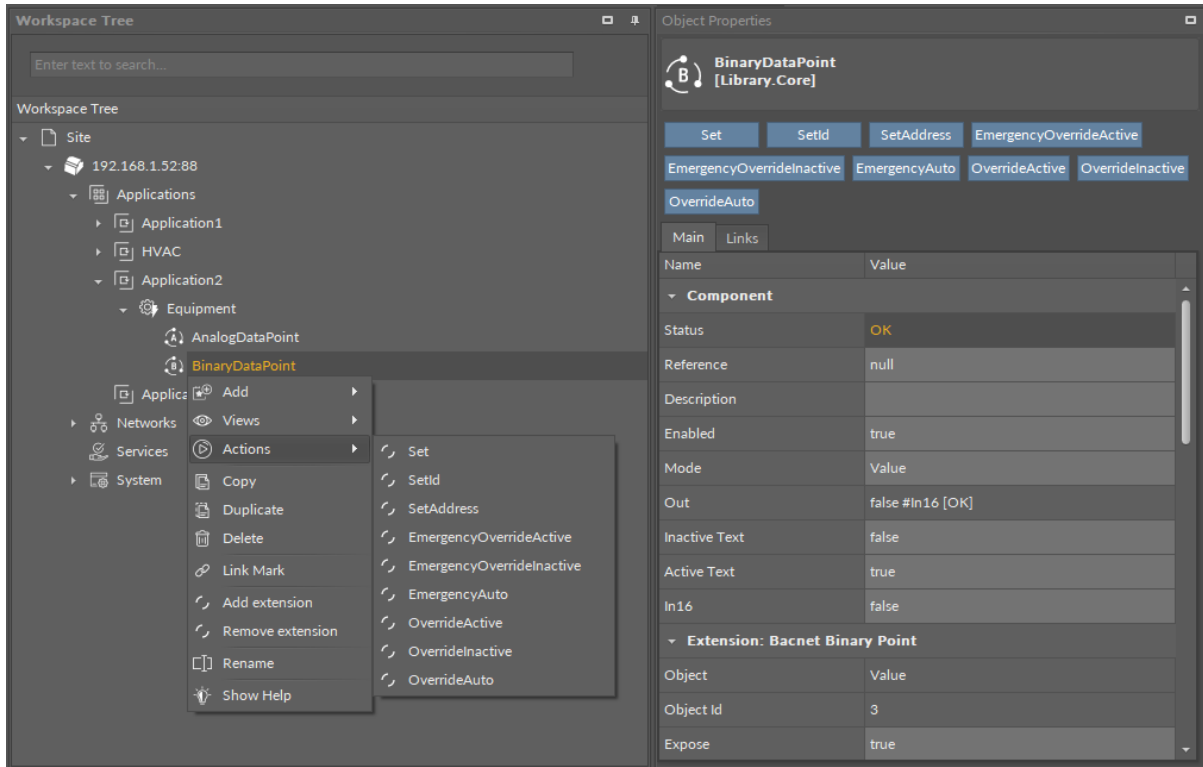 Workspace Tree
Enter text to search...
Workspace Tree
Site
192.168.1.52:88
Applications
Application1
HVAC
Application2
Equipment
AnalogDataPoint
BinaryDataPoint
Applica
Networks
Services
System
Add
Views
Actions
Copy
Duplicate
Delete
Link Mark
Add extension
Remove extension
Rename
Show Help
Set
SetId
SetAddress
EmergencyOverrideActive
EmergencyOverrideInactive
EmergencyAuto
OverrideActive
OverrideInactive
OverrideAuto
Object Properties
BinaryDataPoint
[Library.Core]
Set SetId SetAddress EmergencyOverrideActive
EmergencyOverrideInactive EmergencyAuto OverrideActive OverrideInactive
OverrideAuto
Main Links
Name Value
Component
Status OK
Reference null
Description
Enabled true
Mode Value
Out false #In16 [OK]
Inactive Text false
Active Text true
In16 false
Extension: Bacnet Binary Point
Object Value
Object Id 3
Expose true